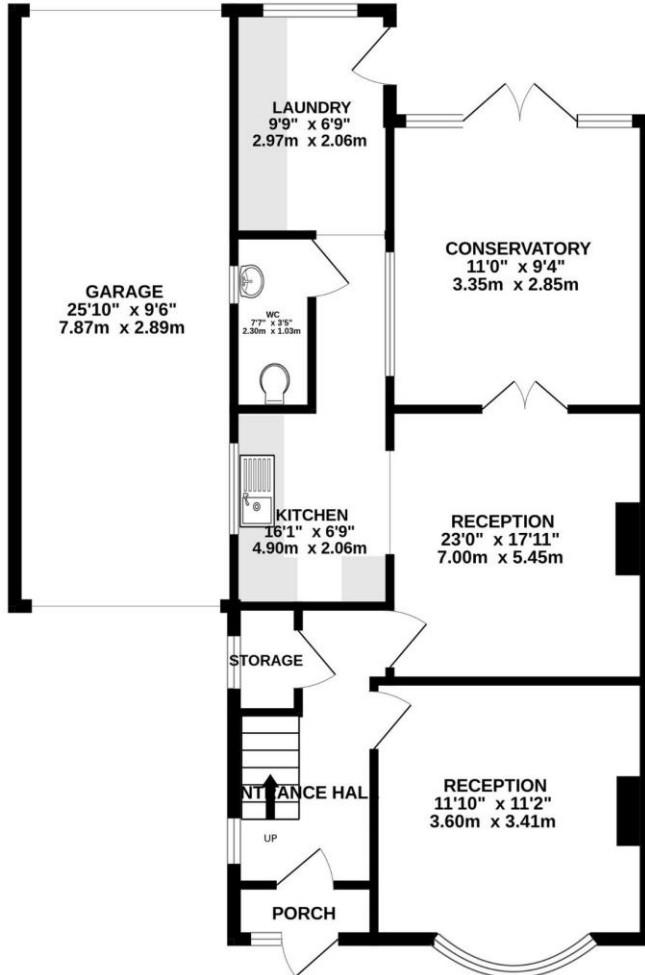 LAUNDRY
9'9" x 6'9"
2.97m x 2.06m
CONSERVATORY
11'0" x 9'4"
3.35m x 2.85m
GARAGE
25'10" x 9'6"
7.87m x 2.89m
WC
7'7" x 3'5"
2.30m x 1.03m
KITCHEN
16'1" x 6'9"
4.90m x 2.06m
RECEPTION
23'0" x 17'11"
7.00m x 5.45m
STORAGE
ENTRANCE HALL
UP
RECEPTION
11'10" x 11'2"
3.60m x 3.41m
PORCH